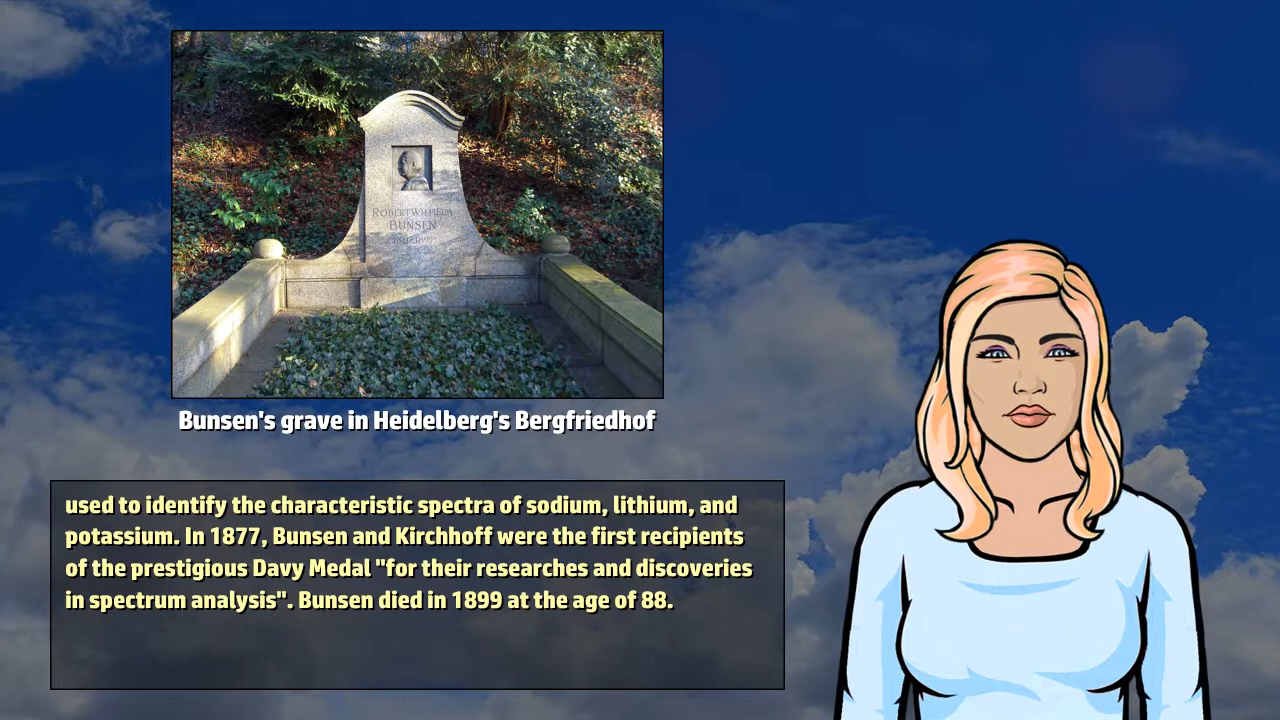 ROBERT WILHELM
BUNSEN
Bunsen's grave in Heidelberg's Bergfriedhof
used to identify the characteristic spectra of sodium, lithium, and
potassium. In 1877, Bunsen and Kirchhoff were the first recipients
of the prestigious Davy Medal "for their researches and discoveries
in spectrum analysis". Bunsen died in 1899 at the age of 88.